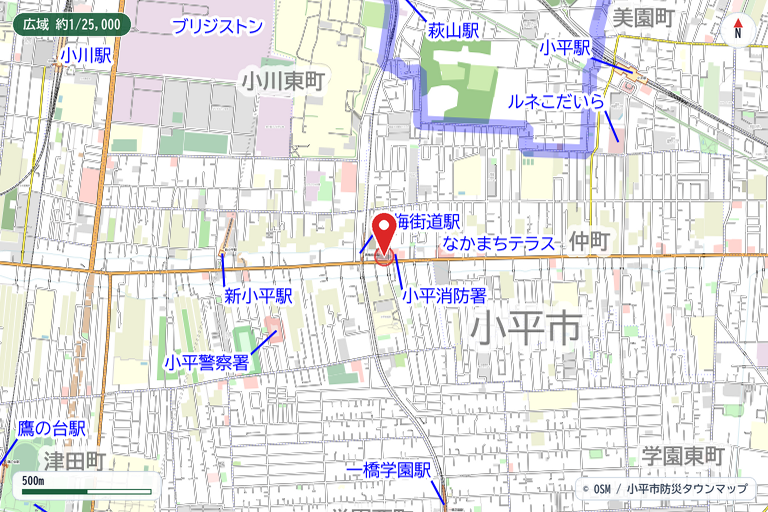 広域 約1/25,000
ブリジストン
萩山駅
美園町
小川駅
小平駅
N
小川東町
ルネこだいら
海街道駅
なかまちテラス
仲町
新小平駅
小平消防署
小平市
小平警察署
鷹の台駅
津田町
一橋学園駅
学園東町
500m
© OSM / 小平市防災タウンマップ